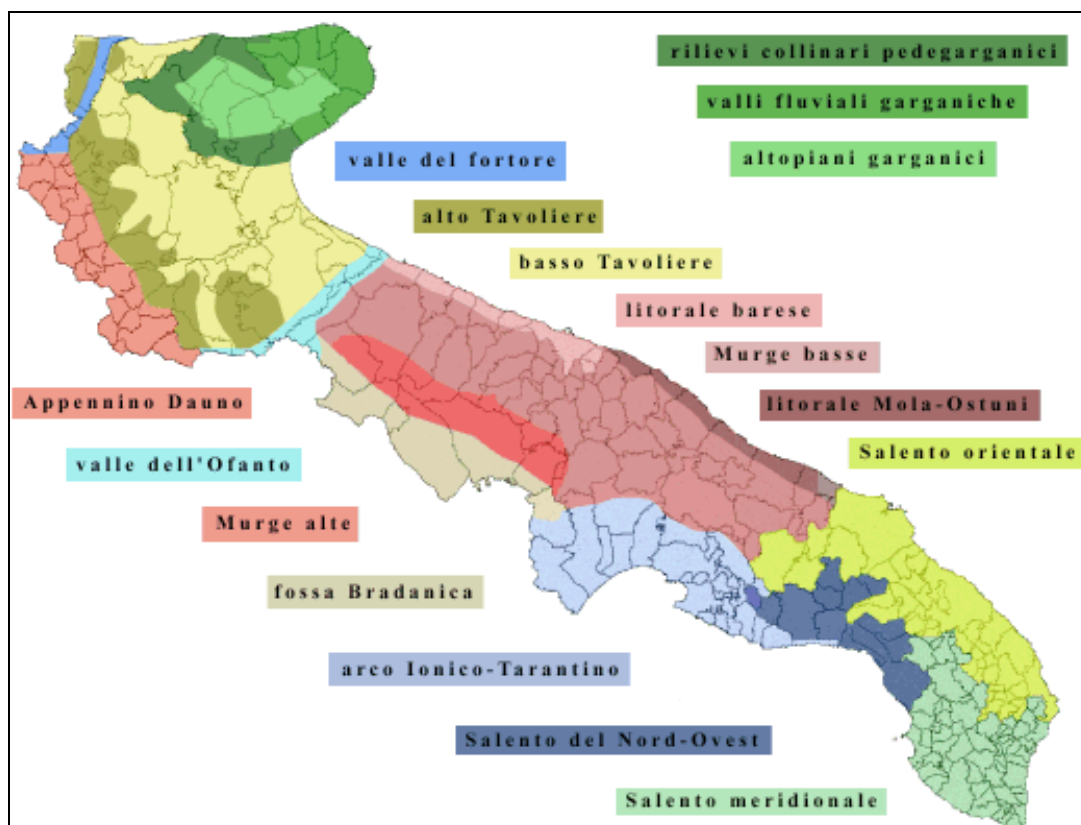 rilievi collinari pedegarganici
valli fluviali garganiche
valle del fortore
altopiani garganici
alto Tavoliere
basso Tavoliere
litorale barese
Murge basse
Appennino Dauno
litorale Mola-Ostuni
Salento orientale
valle dell'Ofanto
Murge alte
fossa Bradanica
arco Ionico-Tarantino
Salento del Nord-Ovest
Salento meridionale